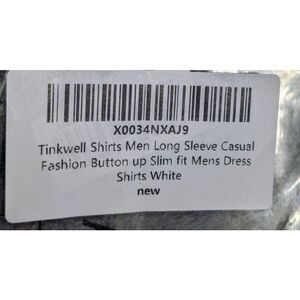 X0034NXAJ9
Tinkwell Shirts Men Long Sleeve Casual
Fashion Button up Slim fit Mens Dress
Shirts White
new